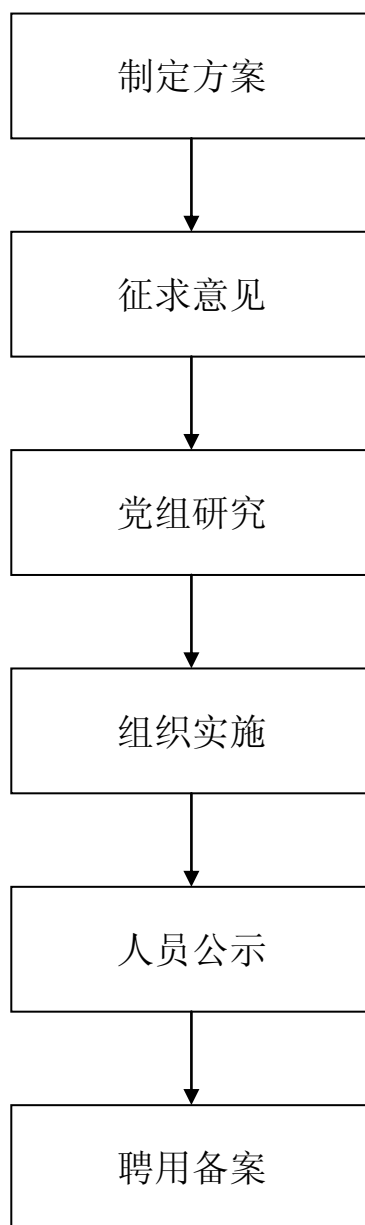 制定方案
征求意见
党组研究
组织实施
人员公示
聘用备案